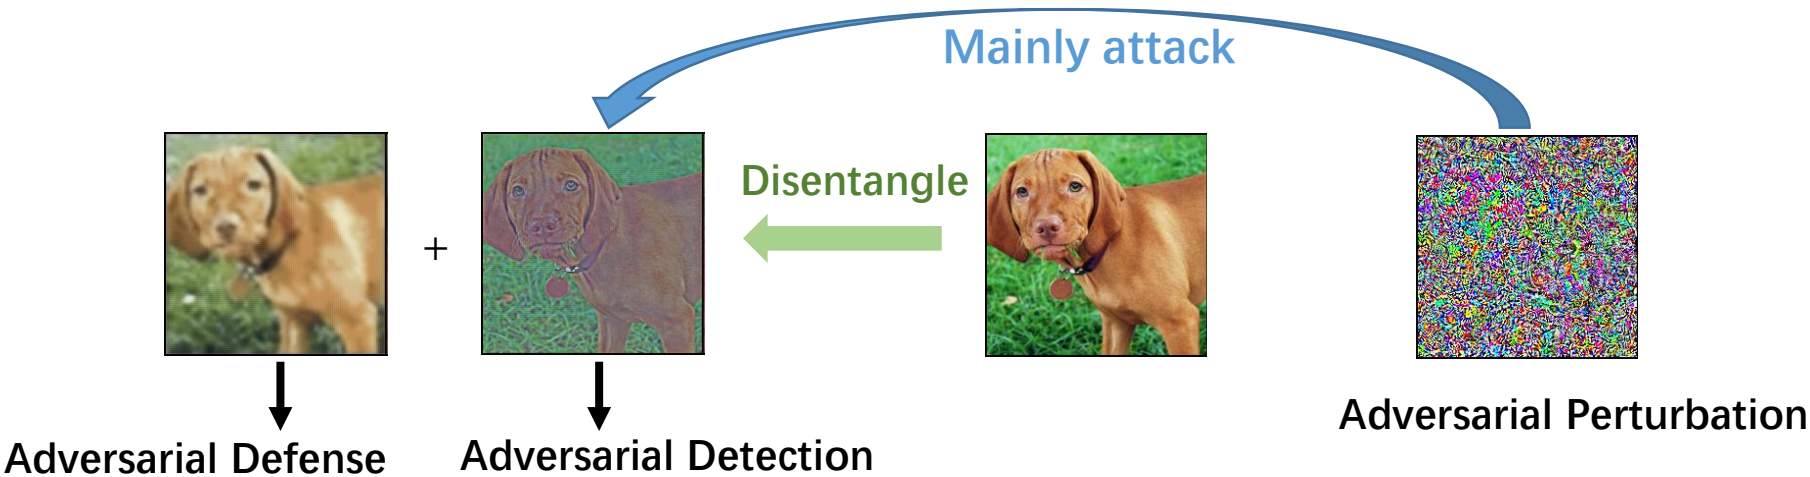 Mainly attack
Disentangle
+
Adversarial Perturbation
Adversarial Defense
Adversarial Detection